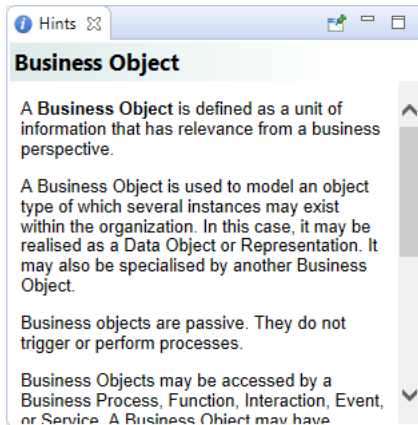 Hints
Business Object
A Business Object is defined as a unit of
information that has relevance from a business
perspective.
A Business Object is used to model an object
type of which several instances may exist
within the organization. In this case, it may be
realised as a Data Object or Representation. It
may also be specialised by another Business
Object.
Business objects are passive. They do not
trigger or perform processes.
Business Objects may be accessed by a
Business Process, Function, Interaction, Event,
or Service. A Business Object may have